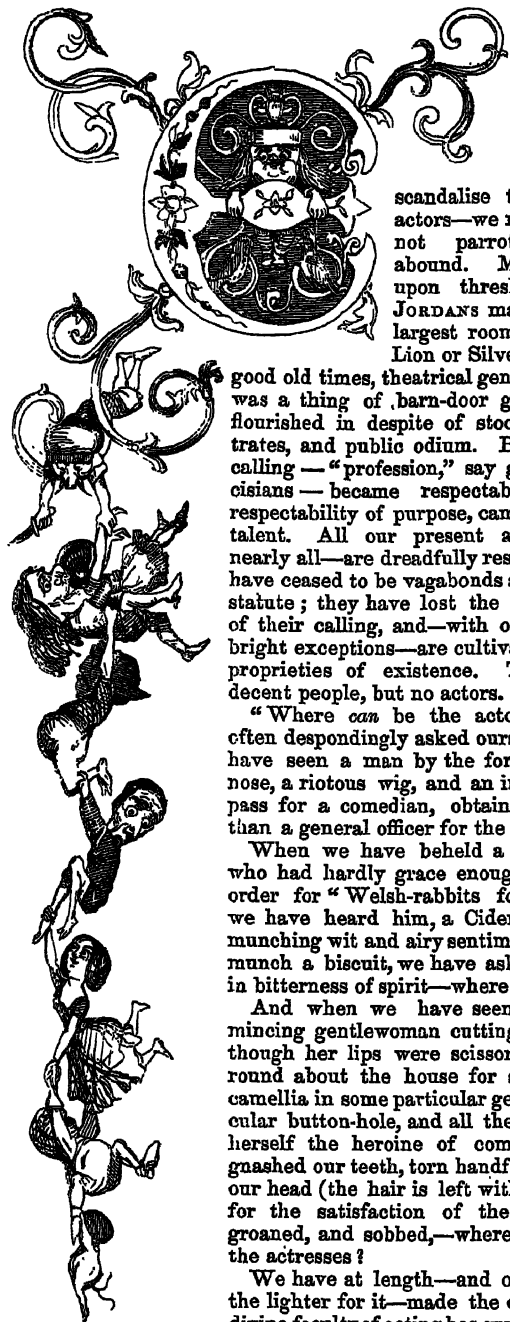 scandalise t
actors—we r
not parrot
abound. M
upon thresh
JORDANS ma
largest room
Lion or Silve
good old times, theatrical gen
was a thing of barn-door g
flourished in despite of stoc
trates, and public odium. B
calling—"profession," say g
cisians—became respectab
respectability of purpose, cam
talent. All our present a
nearly all—are dreadfully res
have ceased to be vagabonds a
statute; they have lost the
of their calling, and—with o
bright exceptions—are cultiva
proprieties of existence. T
decent people, but no actors.
"Where can be the acto
often despondingly asked ours
have seen a man by the for
nose, a riotous wig, and an in
pass for a comedian, obtain
than a general officer for the
When we have beheld a
who had hardly grace enoug
order for "Welsh-rabbits fo
we have heard him, a Cider
munching wit and airy sentim
munch a biscuit, we have ask
in bitterness of spirit—where
And when we have seen
mincing gentlewoman cutting
though her lips were scissor
round about the house for s
camellia in some particular ge
cular button-hole, and all the
herself the heroine of com
gnashed our teeth, torn handf
our head (the hair is left with
for the satisfaction of the
groaned, and sobbed,—where
the actresses?
We have at length—and o
the lighter for it—made the